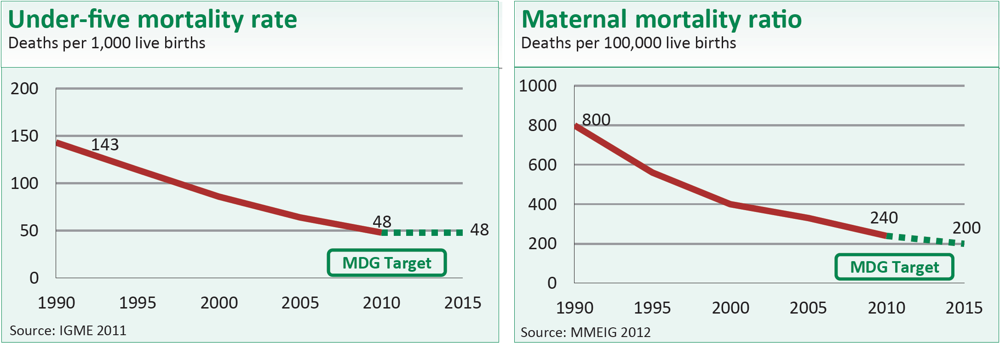 Under-five mortality rate
Deaths per 1,000 live births
200
150
100
50
0
143
48
48
MDG Target
1990 1995 2000 2005 2010 2015
Source: IGME 2011
Maternal mortality ratio
Deaths per 100,000 live births
1000
800
600
400
200
0
800
240
200
MDG Target
1990 1995 2000 2005 2010 2015
Source: MMEIG 2012